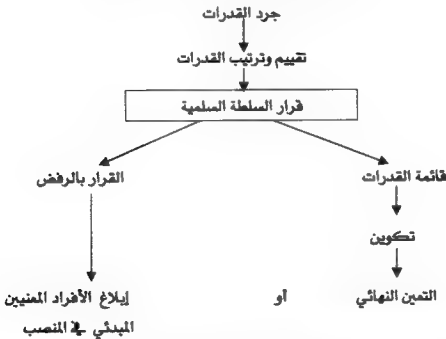 جرد القدرات
تقييم وترتيب القدرات
قرار السلطة السلمية
قائمة القدرات
القرار بالرفض
تكوين
التعين النهائي
أو
إبلاغ الأفراد المعنيين
المبدئي في المنصب